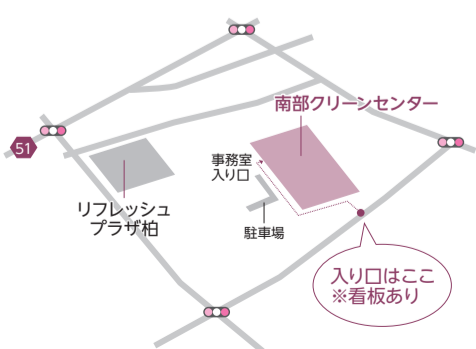 南部クリーンセンター
51
事務室
入り口
リフレッシュ
プラザ柏
駐車場
入り口はここ
※看板あり